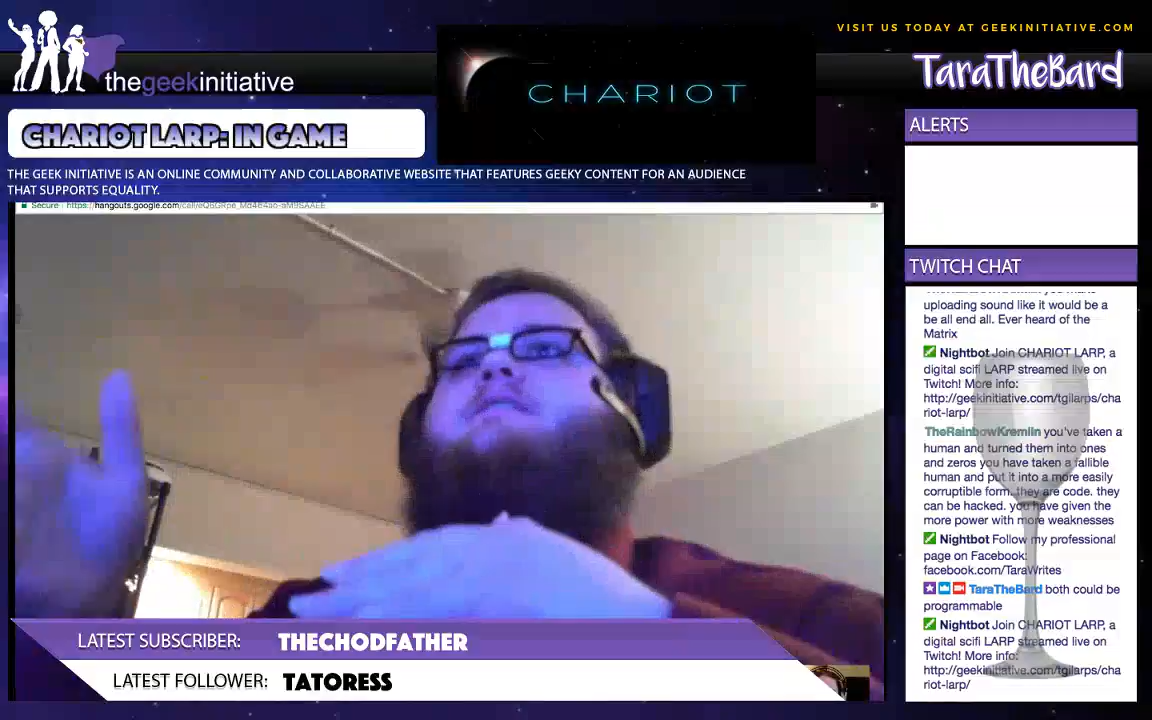 VISIT US TODAY AT GEEKINITIATIVE.COM
thegeekinitiative
CHARIOT
TaraTheBard
CHARIOT LARP: IN GAME
THE GEEK INITIATIVE IS AN ONLINE COMMUNITY AND COLLABORATIVE WEBSITE THAT FEATURES GEEKY CONTENT FOR AN AUDIENCE
THAT SUPPORTS EQUALITY.
Secure https://hangouts.google.com/call/
ALERTS
TWITCH CHAT
uploading sound like it would be a
be all end all. Ever heard of the
Matrix
Nightbot Join CHARIOT LARP, a
digital scifi LARP streamed live on
Twitch! More info:
http://geekinitiative.com/tgilarps/cha
riot-larp/
TheRainbowKremlin you've taken a
human and turned them into ones
and zeros you have taken a fallible
human and put it into a more easily
corruptible form. they are code. they
can be hacked. you have given the
more power with more weaknesses
Nightbot Follow my professional
page on Facebook:
facebook.com/TaraWrites
TaraTheBard both could be
programmable
Nightbot Join CHARIOT LARP, a
digital scifi LARP streamed live on
Twitch! More info:
http://geekinitiative.com/tgilarps/cha
riot-larp/
LATEST SUBSCRIBER: THECHODFATHER
LATEST FOLLOWER: TATORESS